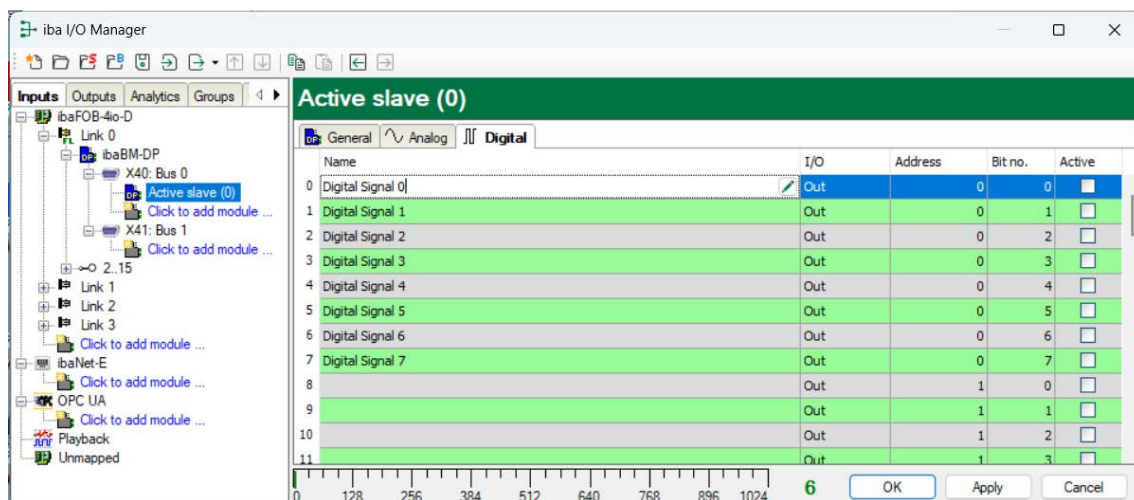 iba I/O Manager
Inputs Outputs Analytics Groups
ibaFOB-4io-D
Link 0
ibaBM-DP
X40: Bus 0
Active slave (0)
Click to add module ...
X41: Bus 1
Click to add module ...
2..15
Link 1
Link 2
Link 3
Click to add module ...
ibaNet-E
Click to add module ...
OPC UA
Click to add module ...
Playback
Unmapped
Active slave (0)
General Analog Digital
Name I/O Address Bit no. Active
0 Digital Signal 0 Out 0 0
1 Digital Signal 1 Out 0 1
2 Digital Signal 2 Out 0 2
3 Digital Signal 3 Out 0 3
4 Digital Signal 4 Out 0 4
5 Digital Signal 5 Out 0 5
6 Digital Signal 6 Out 0 6
7 Digital Signal 7 Out 0 7
8 Out 1 0
9 Out 1 1
10 Out 1 2
11 Out 1 3
0 128 256 384 512 640 768 896 1024
6 OK Apply Cancel